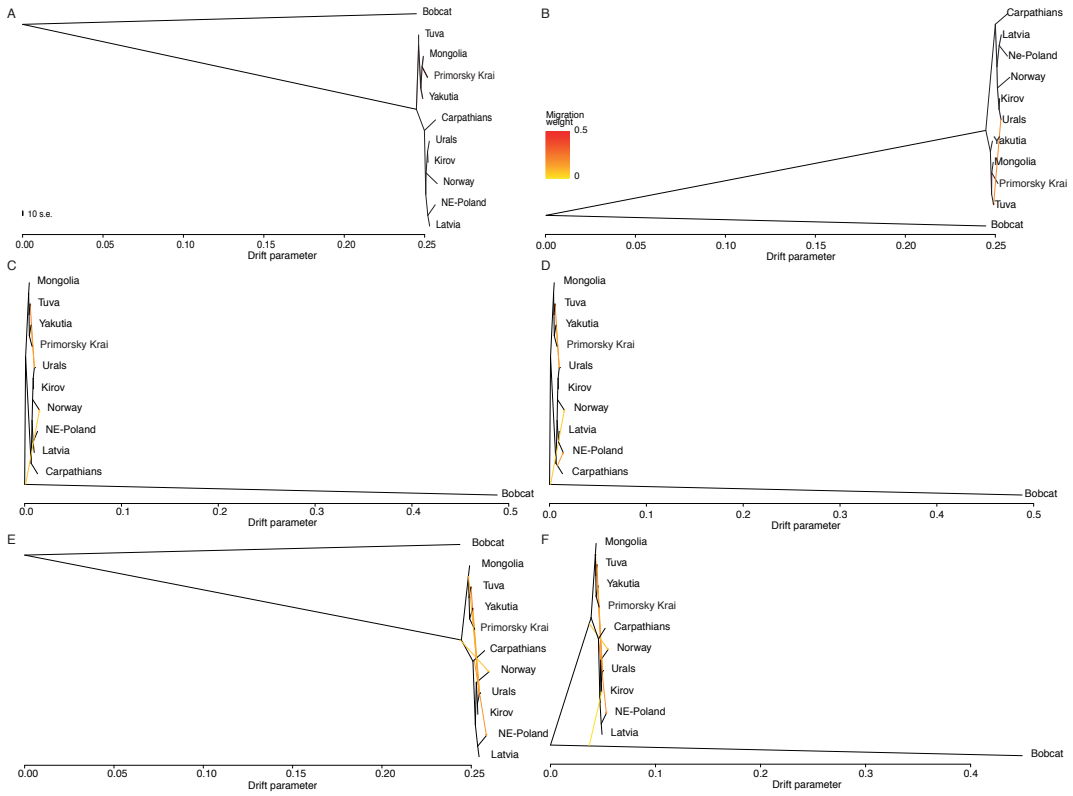 A
Bobcat
Tuva
Mongolia
Primorsky Krai
Yakutia
Carpathians
Urals
Kirov
Norway
NE-Poland
Latvia
10 s.e.
0.00 0.05 0.10 0.15 0.20 0.25
Drift parameter
B
Carpathians
Latvia
Ne-Poland
Norway
Kirov
Urals
Yakutia
Mongolia
Primorsky Krai
Tuva
Bobcat
Migration
weight
0.5
0
0.00 0.05 0.10 0.15 0.20 0.25
Drift parameter
C
Mongolia
Tuva
Yakutia
Primorsky Krai
Urals
Kirov
Norway
NE-Poland
Latvia
Carpathians
Bobcat
0.0 0.1 0.2 0.3 0.4 0.5
Drift parameter
D
Mongolia
Tuva
Yakutia
Primorsky Krai
Urals
Kirov
Norway
Latvia
NE-Poland
Carpathians
Bobcat
0.0 0.1 0.2 0.3 0.4 0.5
Drift parameter
E
Bobcat
Mongolia
Tuva
Yakutia
Primorsky Krai
Carpathians
Norway
Urals
Kirov
NE-Poland
Latvia
0.00 0.05 0.10 0.15 0.20 0.25
Drift parameter
F
Mongolia
Tuva
Yakutia
Primorsky Krai
Carpathians
Norway
Urals
Kirov
NE-Poland
Latvia
Bobcat
0.0 0.1 0.2 0.3 0.4
Drift parameter